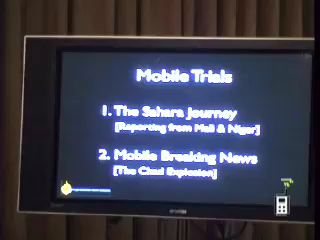 Mobile Trials
1. The Sahara Journey
[Reporting from Mali & Niger]
2. Mobile Breaking News
[The Chad Explosion]